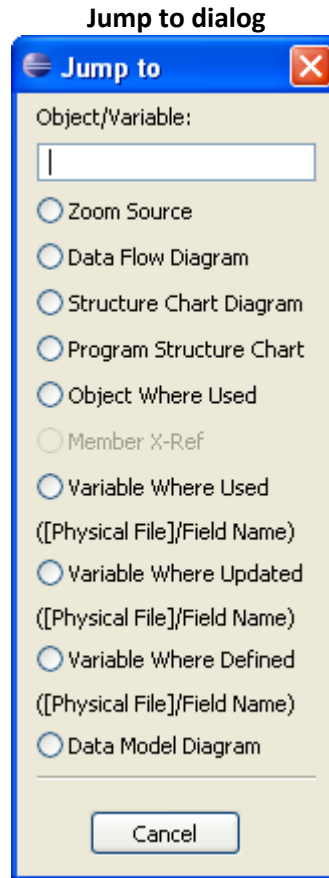 Jump to dialog
Jump to
Object/Variable:
Zoom Source
Data Flow Diagram
Structure Chart Diagram
Program Structure Chart
Object Where Used
Member X-Ref
Variable Where Used
([Physical File]/Field Name)
Variable Where Updated
([Physical File]/Field Name)
Variable Where Defined
([Physical File]/Field Name)
Data Model Diagram
Cancel